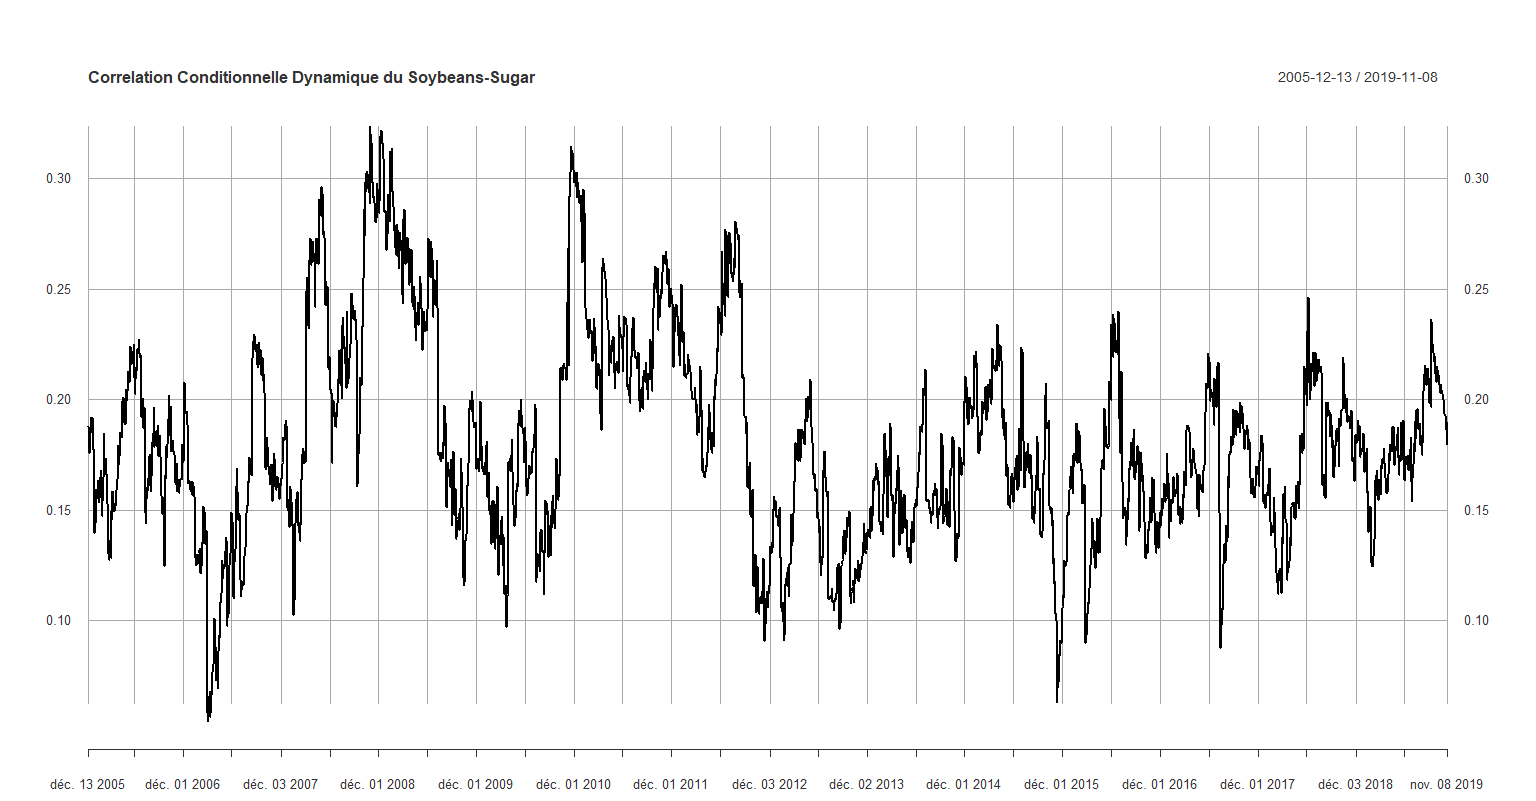 Correlation Conditionnelle Dynamique du Soybeans-Sugar 2005-12-13 / 2019-11-08
0.30 0.30
0.25 0.25
0.20 0.20
0.15 0.15
0.10 0.10
déc. 13 2005 déc. 01 2006 déc. 03 2007 déc. 01 2008 déc. 01 2009 déc. 01 2010 déc. 01 2011 déc. 03 2012 déc. 02 2013 déc. 01 2014 déc. 01 2015 déc. 01 2016 déc. 01 2017 déc. 03 2018 nov. 08 2019